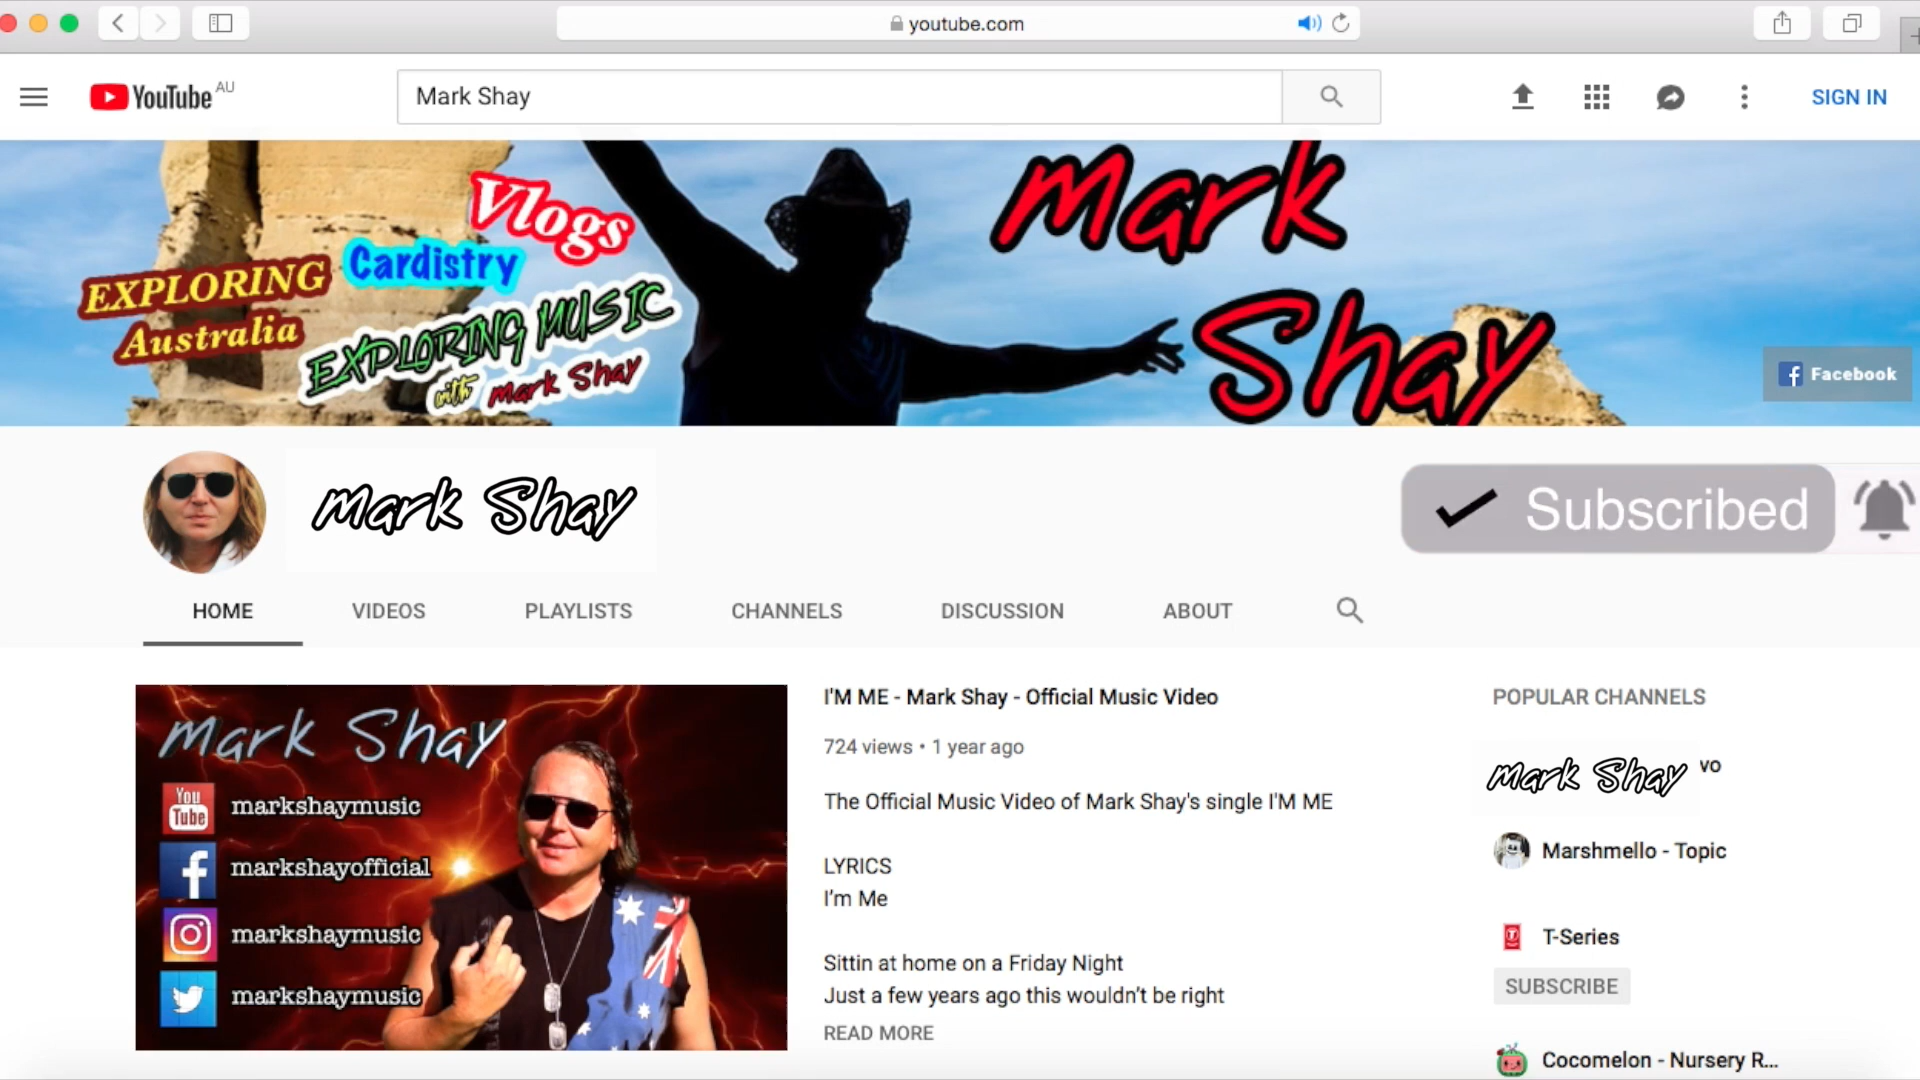 youtube.com
YouTube AU
Mark Shay
SIGN IN
Vlogs
Cardistry
EXPLORING
Australia
EXPLORING MUSIC
with Mark Shay
Mark
Shay
Facebook
Mark Shay
Subscribed
HOME
VIDEOS
PLAYLISTS
CHANNELS
DISCUSSION
ABOUT
Mark Shay
You
Tube
markshaymusic
markshayofficial
markshaymusic
markshaymusic
I'M ME - Mark Shay - Official Music Video
724 views • 1 year ago
The Official Music Video of Mark Shay's single I'M ME
LYRICS
I'm Me
Sittin at home on a Friday Night
Just a few years ago this wouldn't be right
READ MORE
POPULAR CHANNELS
Mark Shay vo
Marshmello - Topic
T-Series
SUBSCRIBE
Cocomelon - Nursery R...